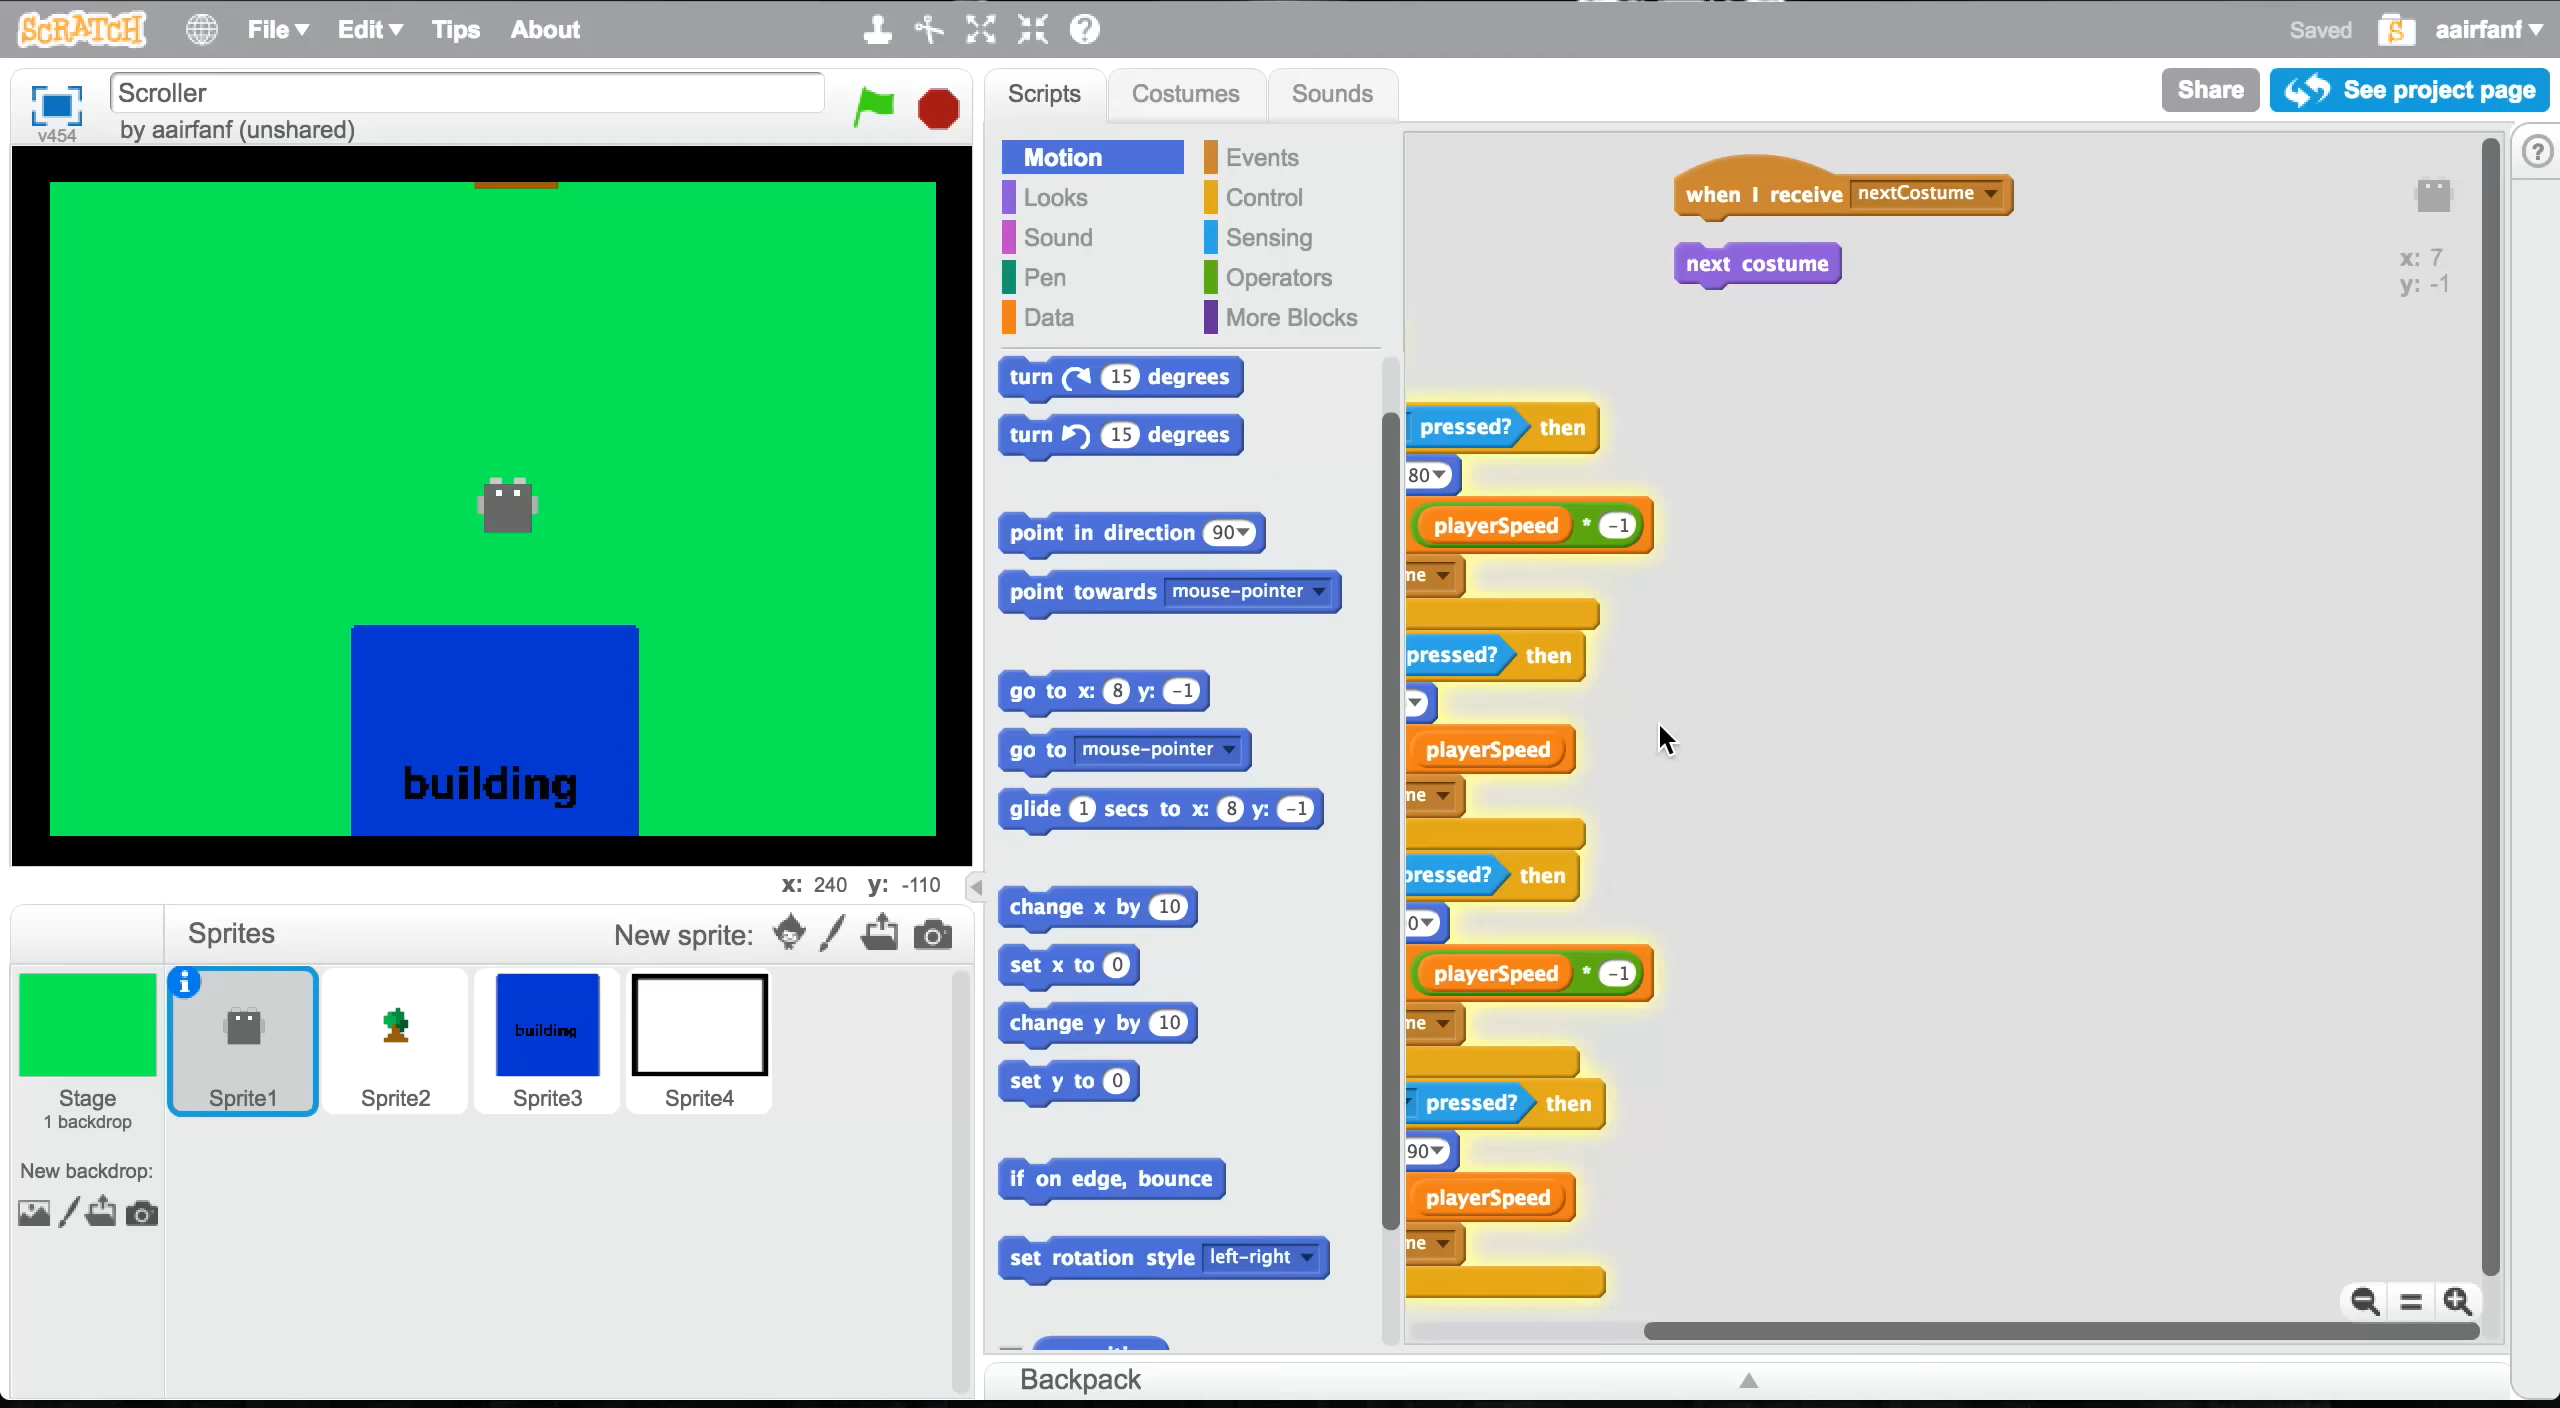 SCRATCH File Edit Tips About Saved aairfanf
Scroller
by aairfanf (unshared)
v454
Scripts Costumes Sounds
Share See project page
Motion Events
Looks Control
Sound Sensing
Pen Operators
Data More Blocks
turn 15 degrees
turn 15 degrees
point in direction 90
point towards mouse-pointer
go to x: 8 y: -1
go to mouse-pointer
glide 1 secs to x: 8 y: -1
change x by 10
set x to 0
change y by 10
set y to 0
if on edge, bounce
set rotation style left-right
when I receive nextCostume
next costume
x: 7
y: -1
pressed? then
80
playerSpeed * -1
me
pressed? then
playerSpeed
me
pressed? then
0
playerSpeed * -1
me
pressed? then
90
playerSpeed
me
building
x: 240 y: -110
Sprites New sprite:
building
Stage Sprite1 Sprite2 Sprite3 Sprite4
1 backdrop
New backdrop:
Backpack